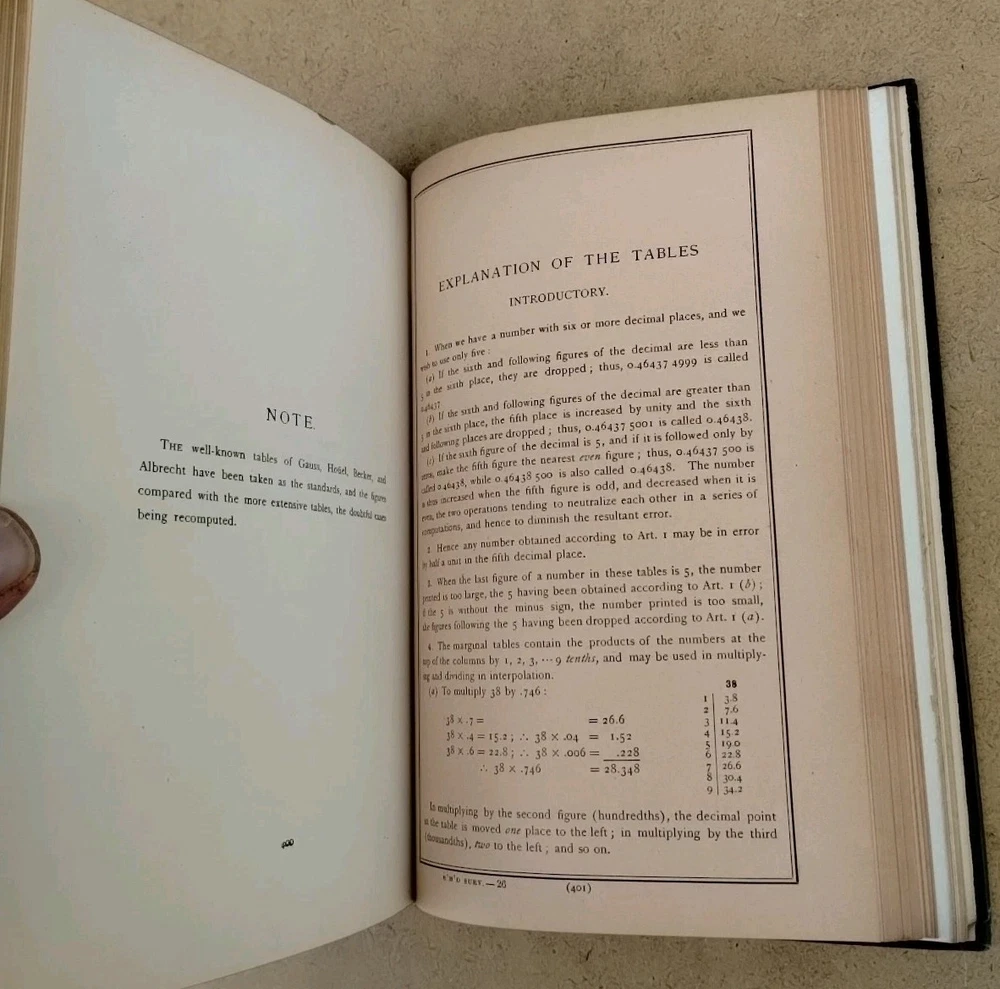 NOTE.
THE well-known tables of Gauss, Hoüel, Becker, and
Albrecht have been taken as the standards, and the figures
compared with the more extensive tables, the doubtful cases
being recomputed.
400
EXPLANATION OF THE TABLES
INTRODUCTORY.
1. When we have a number with six or more decimal places, and we
wish to use only five:
(a) If the sixth and following figures of the decimal are less than
5 in the sixth place, they are dropped; thus, 0.46437 4999 is called
0.46437
(b) If the sixth and following figures of the decimal are greater than
5 in the sixth place, the fifth place is increased by unity and the sixth
and following places are dropped; thus, 0.46437 5001 is called 0.46438.
(c) If the sixth figure of the decimal is 5, and if it is followed only by
zeros, make the fifth figure the nearest even figure; thus, 0.46437 500 is
called 0.46438, while 0.46438 500 is also called 0.46438. The number
is thus increased when the fifth figure is odd, and decreased when it is
even, the two operations tending to neutralize each other in a series of
computations, and hence to diminish the resultant error.
2. Hence any number obtained according to Art. 1 may be in error
by half a unit in the fifth decimal place.
3. When the last figure of a number in these tables is 5, the number
printed is too large, the 5 having been obtained according to Art. 1 (b);
if the 5 is without the minus sign, the number printed is too small,
the figures following the 5 having been dropped according to Art. 1 (a).
4. The marginal tables contain the products of the numbers at the
top of the columns by 1, 2, 3, ··· 9 tenths, and may be used in multiply-
ing and dividing in interpolation.
(a) To multiply 38 by .746:
38 × .7 = = 26.6
38 × .4 = 15.2; ∴ 38 × .04 = 1.52
38 × .6 = 22.8; ∴ 38 × .006 = .228
∴ 38 × .746 = 28.348
38
1 3.8
2 7.6
3 11.4
4 15.2
5 19.0
6 22.8
7 26.6
8 30.4
9 34.2
In multiplying by the second figure (hundredths), the decimal point
in the table is moved one place to the left; in multiplying by the third
(thousandths), two to the left; and so on.
R'M'D SURV. — 26
(401)